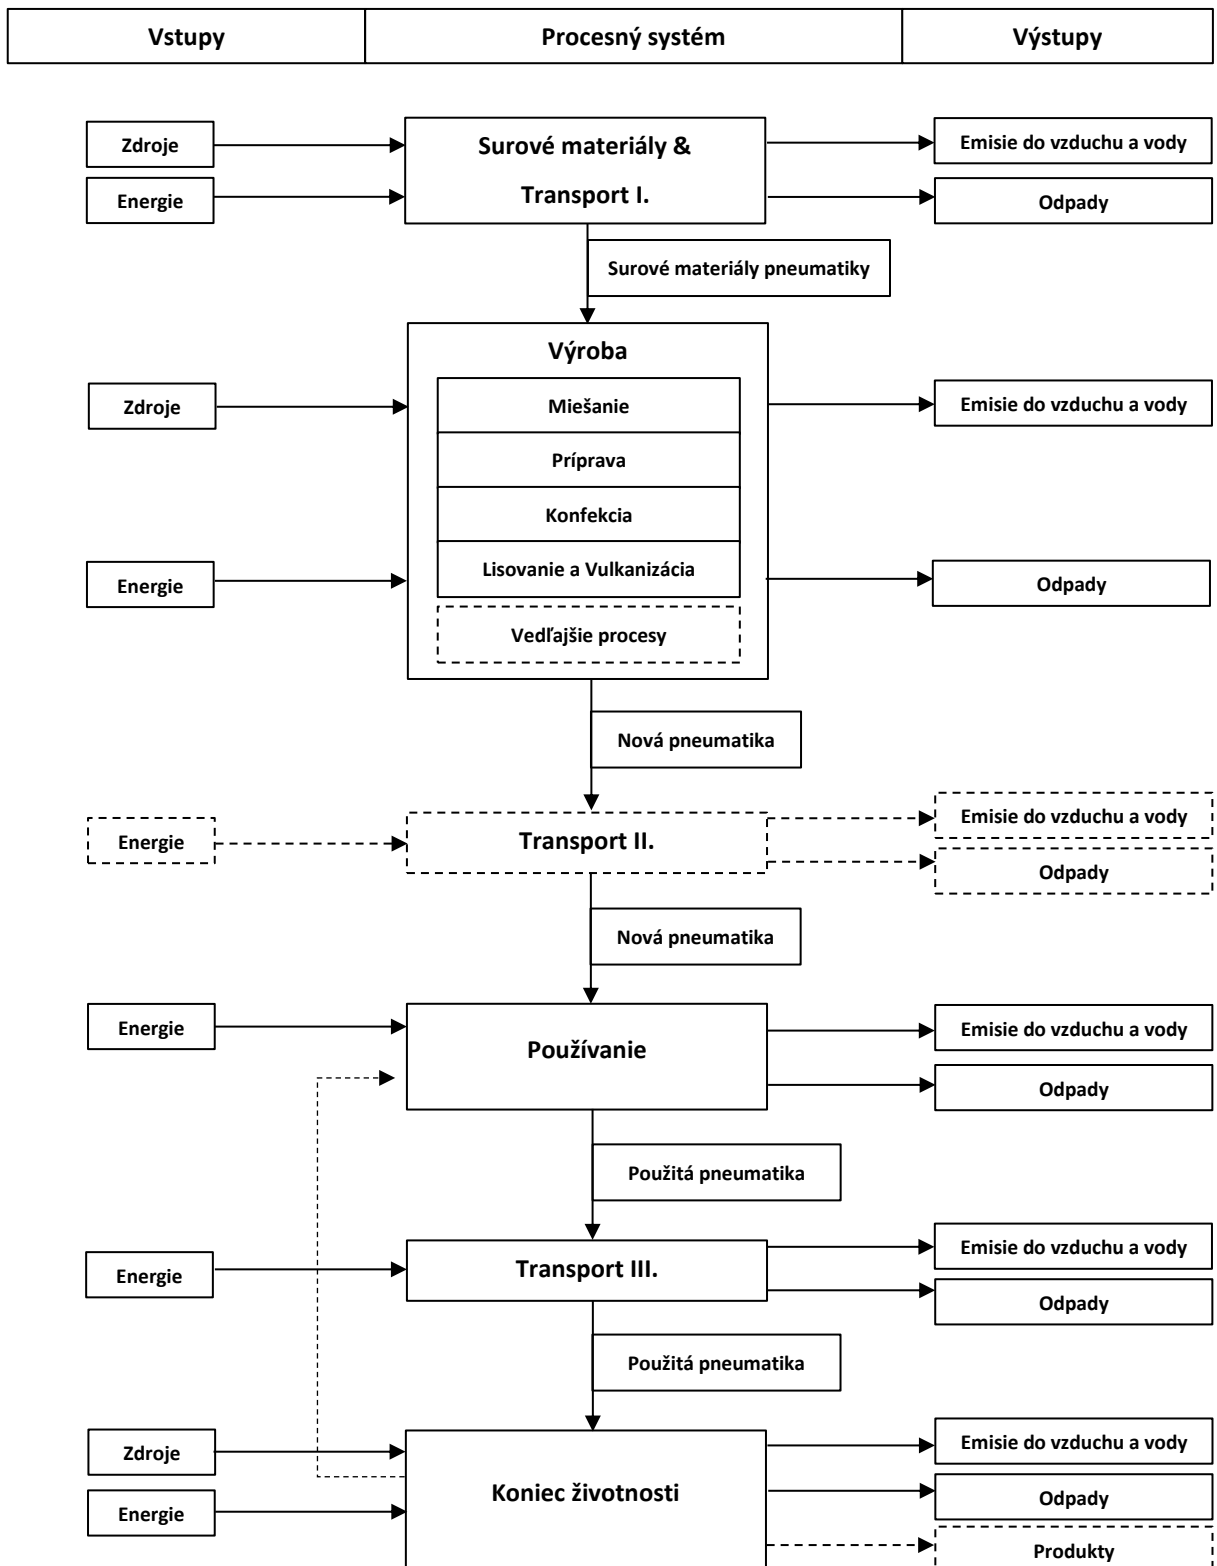 Vstupy
Procesný systém
Výstupy
Zdroje
Surové materiály &
Emisie do vzduchu a vody
Energie
Transport I.
Odpady
Surové materiály pneumatiky
Výroba
Zdroje
Miešanie
Emisie do vzduchu a vody
Príprava
Konfekcia
Energie
Lisovanie a Vulkanizácia
Odpady
Vedľajšie procesy
Nová pneumatika
Energie
Transport II.
Emisie do vzduchu a vody
Odpady
Nová pneumatika
Energie
Používanie
Emisie do vzduchu a vody
Odpady
Použitá pneumatika
Energie
Transport III.
Emisie do vzduchu a vody
Odpady
Použitá pneumatika
Zdroje
Emisie do vzduchu a vody
Energie
Koniec životnosti
Odpady
Produkty